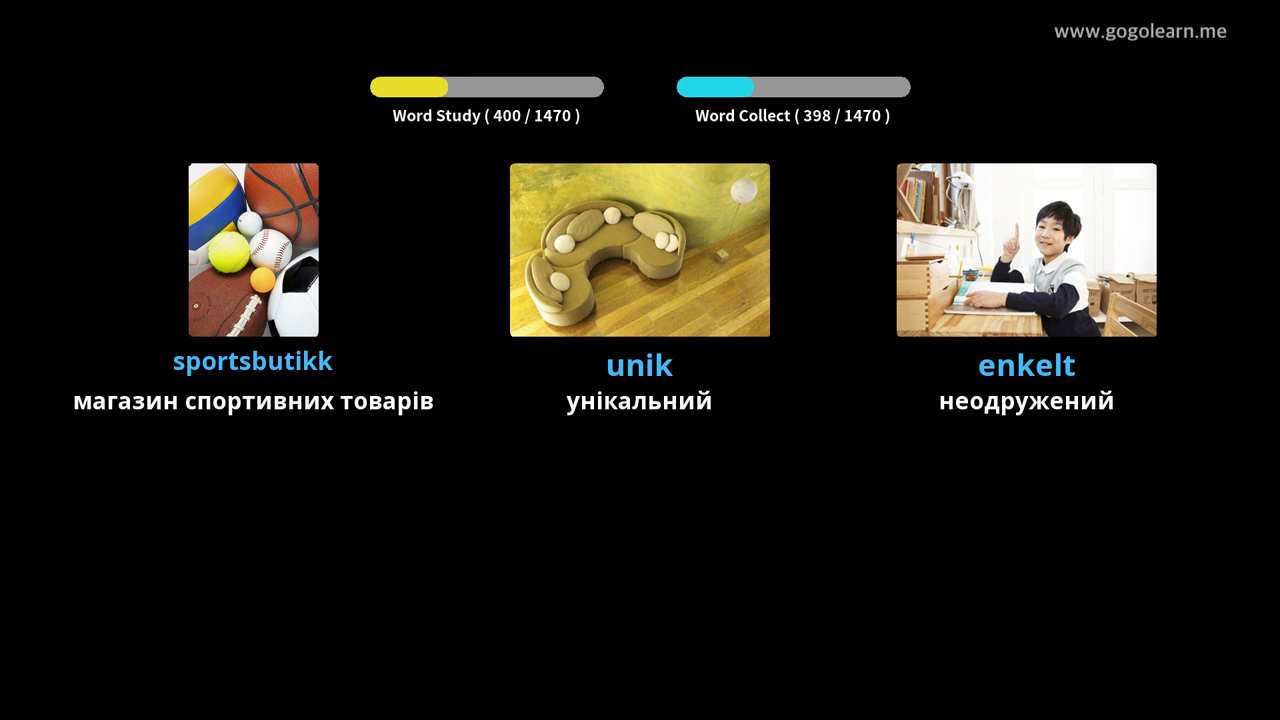 www.gogolearn.me
Word Study ( 400 / 1470 )
Word Collect ( 398 / 1470 )
sportsbutikk
магазин спортивних товарів
unik
унікальний
enkelt
неодружений